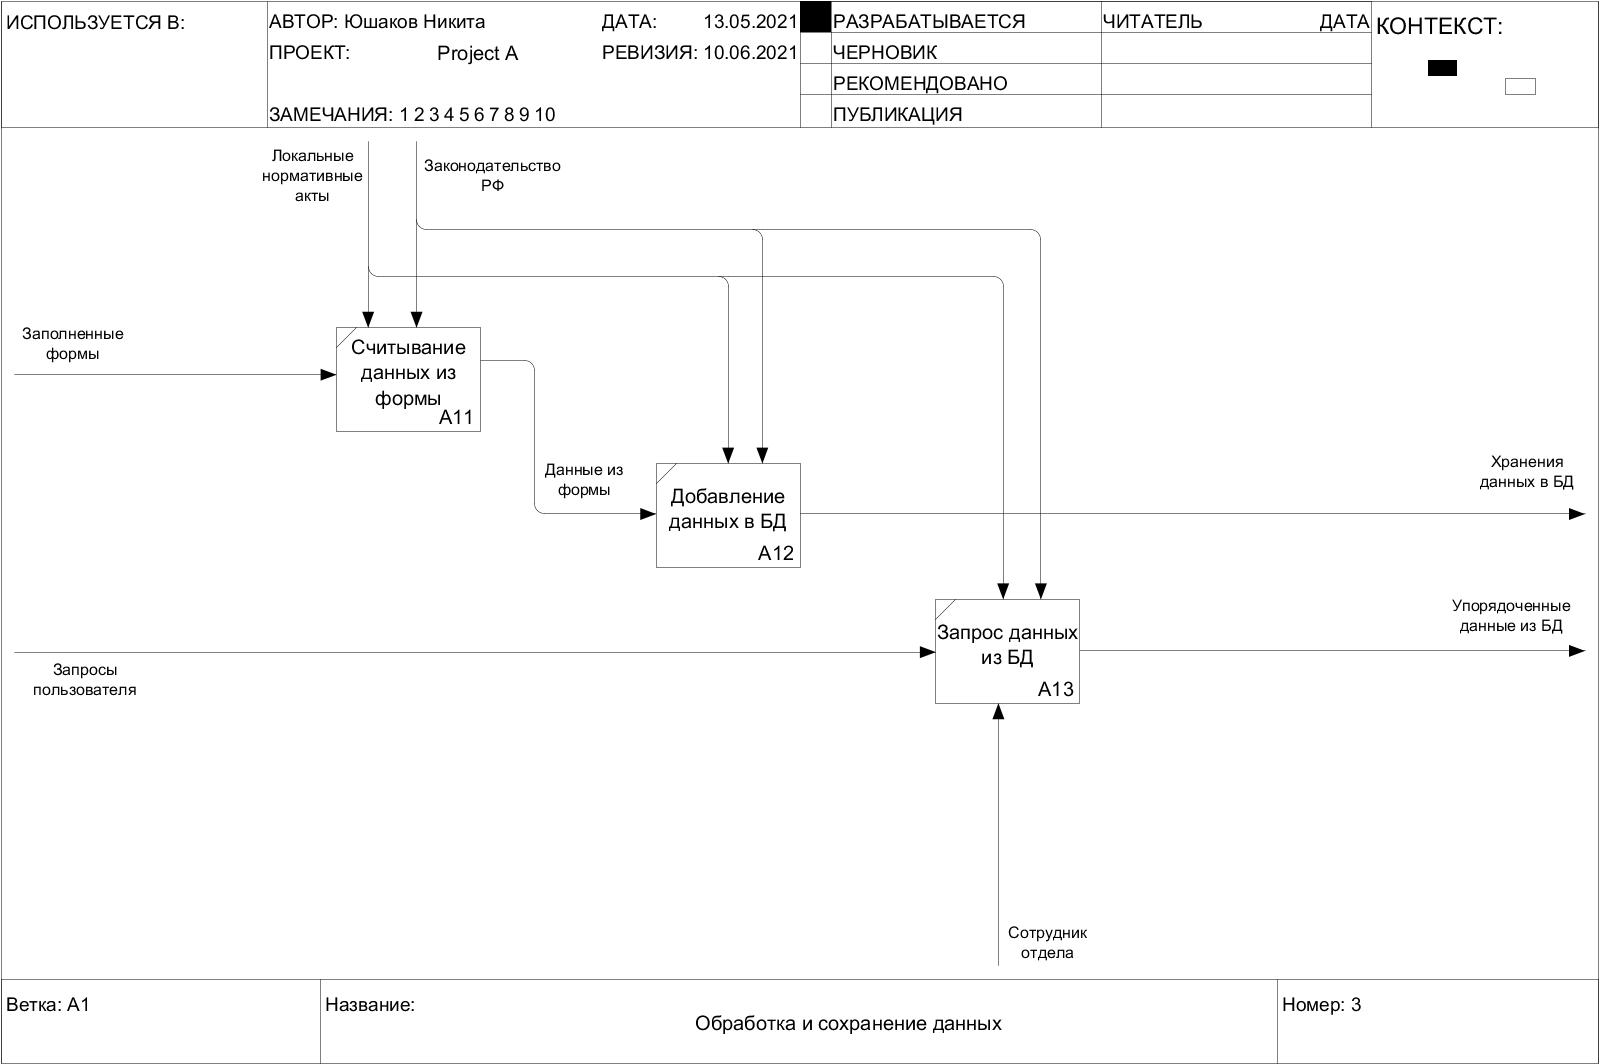 ИСПОЛЬЗУЕТСЯ В:
АВТОР: Юшаков Никита
ДАТА: 13.05.2021
ПРОЕКТ: Project A
РЕВИЗИЯ: 10.06.2021
ЗАМЕЧАНИЯ: 1 2 3 4 5 6 7 8 9 10
РАЗРАБАТЫВАЕТСЯ
ЧЕРНОВИК
РЕКОМЕНДОВАНО
ПУБЛИКАЦИЯ
ЧИТАТЕЛЬ
ДАТА
КОНТЕКСТ:
Локальные
нормативные
акты
Законодательство
РФ
Заполненные
формы
Считывание
данных из
формы
A11
Данные из
формы
Добавление
данных в БД
A12
Хранения
данных в БД
Запрос данных
из БД
A13
Упорядоченные
данные из БД
Запросы
пользователя
Сотрудник
отдела
Ветка: A1
Название:
Обработка и сохранение данных
Номер: 3